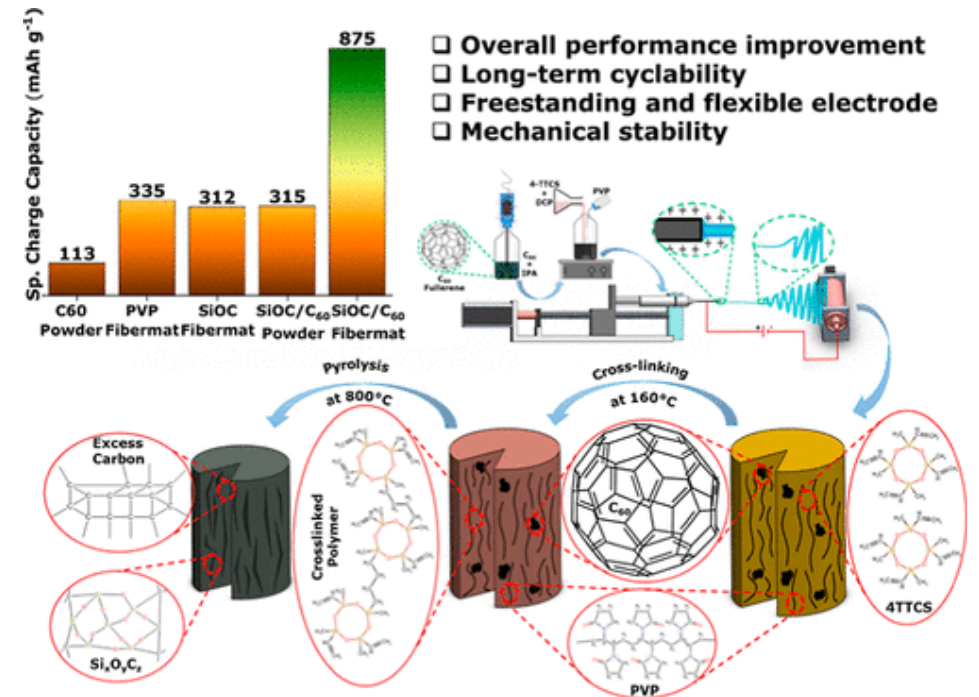 Sp. Charge Capacity (mAh g⁻¹)
113
335
312
315
875
C60
Powder
PVP
Fibermat
SiOC
Fibermat
SiOC/C₆₀
Powder
SiOC/C₆₀
Fibermat
❑ Overall performance improvement
❑ Long-term cyclability
❑ Freestanding and flexible electrode
❑ Mechanical stability
4-TTCS
+
DCP
PVP
C₆₀
+
IPA
C₆₀
Fullerene
Pyrolysis
at 800°C
Cross-linking
at 160°C
Excess
Carbon
SiₓOᵧC𝓏
Crosslinked
Polymer
C₆₀
PVP
4TTCS